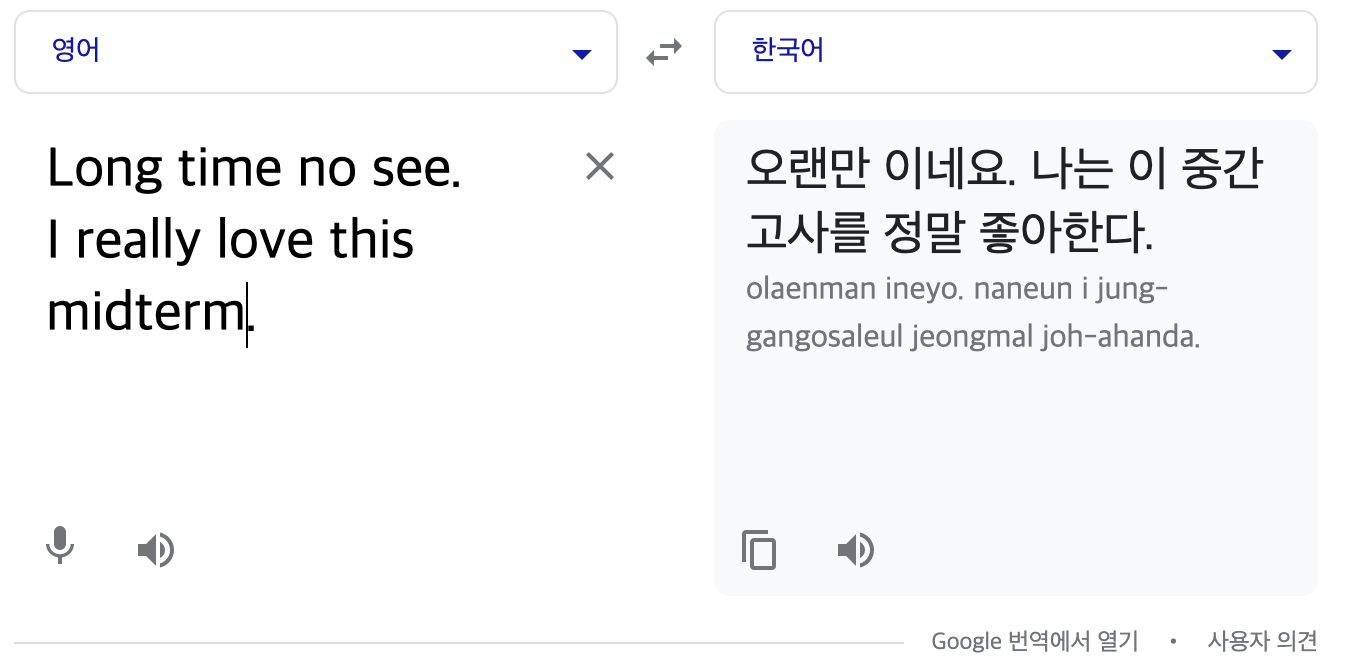 영어
한국어
Long time no see.
I really love this
midterm.
오랜만 이네요. 나는 이 중간
고사를 정말 좋아한다.
olaenman ineyo. naneun i jung-
gangosaleul jeongmal joh-ahanda.
Google 번역에서 열기 • 사용자 의견